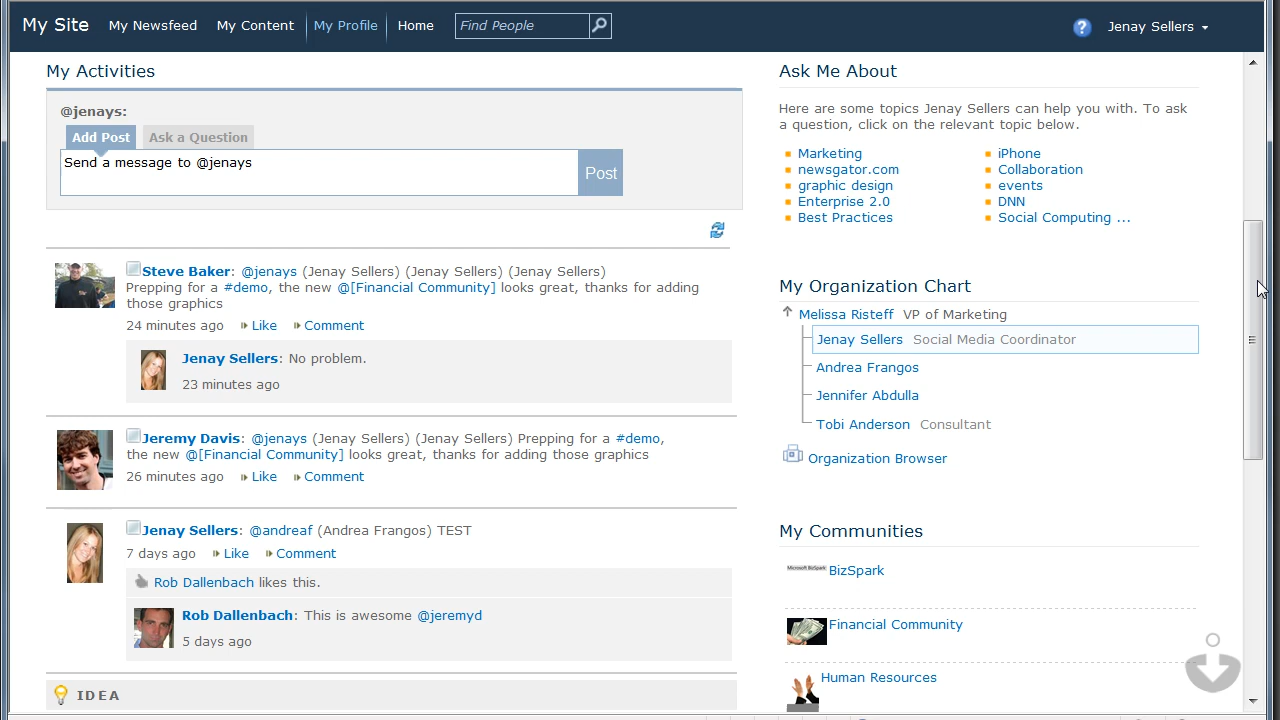 My Site My Newsfeed My Content My Profile Home Find People Jenay Sellers
My Activities
@jenays:
Add Post Ask a Question
Send a message to @jenays
Post
Steve Baker: @jenays (Jenay Sellers) (Jenay Sellers) (Jenay Sellers)
Prepping for a #demo, the new @[Financial Community] looks great, thanks for adding
those graphics
24 minutes ago Like Comment
Jenay Sellers: No problem.
23 minutes ago
Jeremy Davis: @jenays (Jenay Sellers) (Jenay Sellers) Prepping for a #demo,
the new @[Financial Community] looks great, thanks for adding those graphics
26 minutes ago Like Comment
Jenay Sellers: @andreaf (Andrea Frangos) TEST
7 days ago Like Comment
Rob Dallenbach likes this.
Rob Dallenbach: This is awesome @jeremyd
5 days ago
IDEA
Ask Me About
Here are some topics Jenay Sellers can help you with. To ask
a question, click on the relevant topic below.
Marketing iPhone
newsgator.com Collaboration
graphic design events
Enterprise 2.0 DNN
Best Practices Social Computing ...
My Organization Chart
Melissa Risteff VP of Marketing
Jenay Sellers Social Media Coordinator
Andrea Frangos
Jennifer Abdulla
Tobi Anderson Consultant
Organization Browser
My Communities
Microsoft BizSpark BizSpark
Financial Community
Human Resources